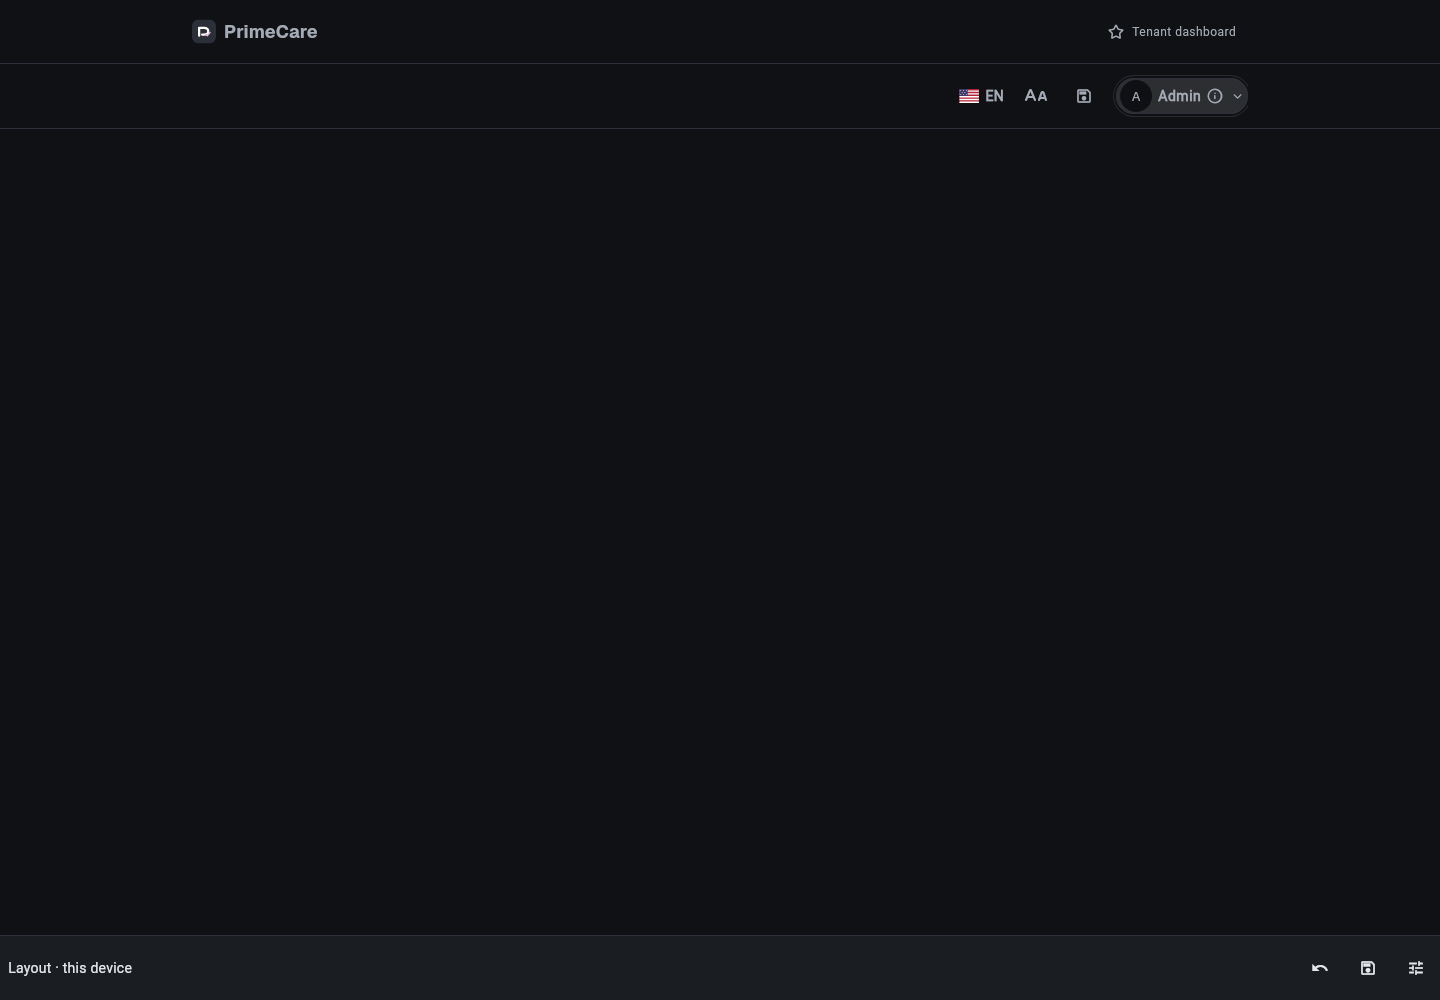 PrimeCare
Tenant dashboard
EN
AA
A
Admin
Layout · this device